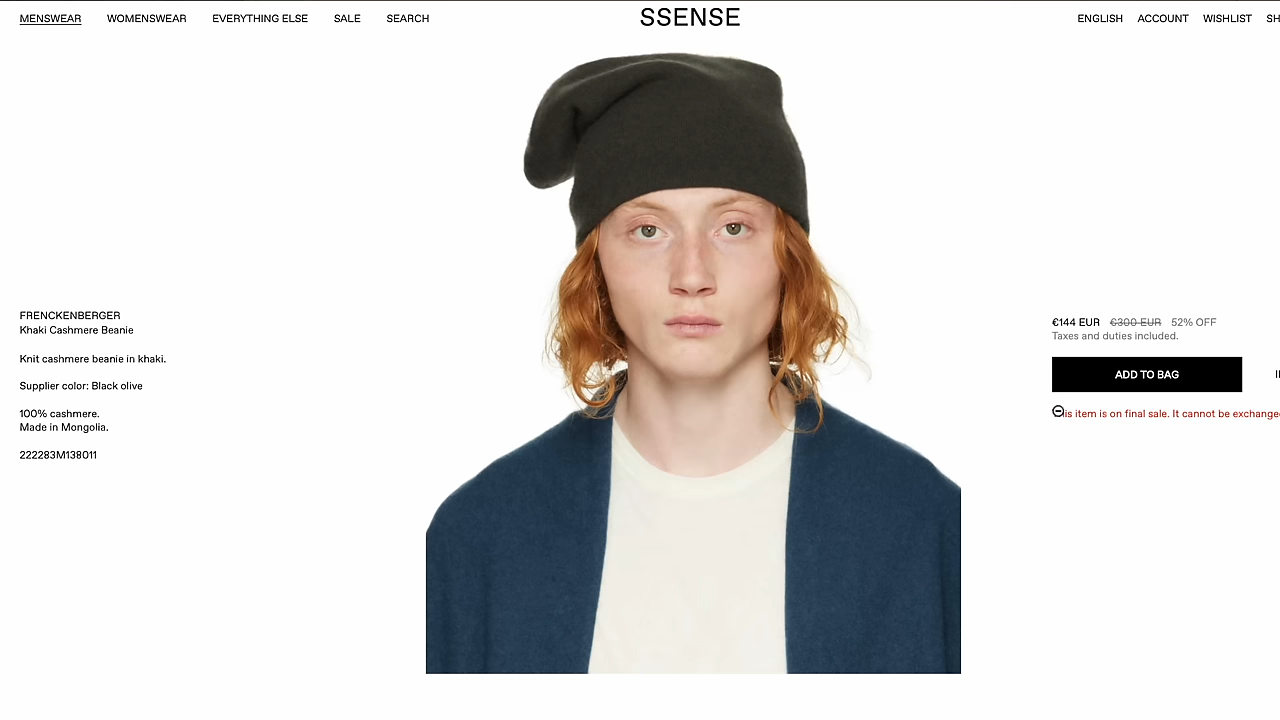 MENSWEAR WOMENSWEAR EVERYTHING ELSE SALE SEARCH SSENSE ENGLISH ACCOUNT WISHLIST SH
FRENCKENBERGER
Khaki Cashmere Beanie
Knit cashmere beanie in khaki.
Supplier color: Black olive
100% cashmere.
Made in Mongolia.
222283M138011
€144 EUR €300 EUR 52% OFF
Taxes and duties included.
ADD TO BAG
is item is on final sale. It cannot be exchange